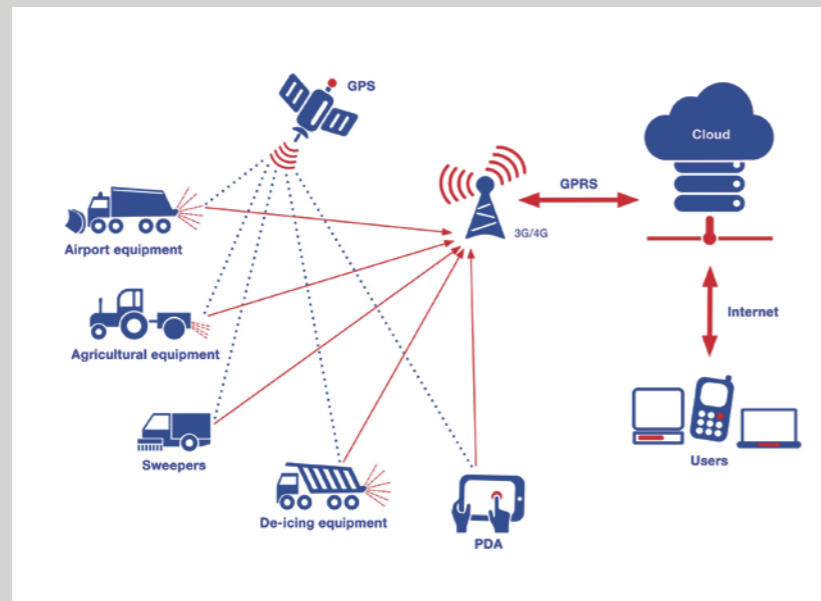 GPS
Cloud
GPRS
3G/4G
Airport equipment
Internet
Agricultural equipment
Sweepers
Users
De-icing equipment
PDA